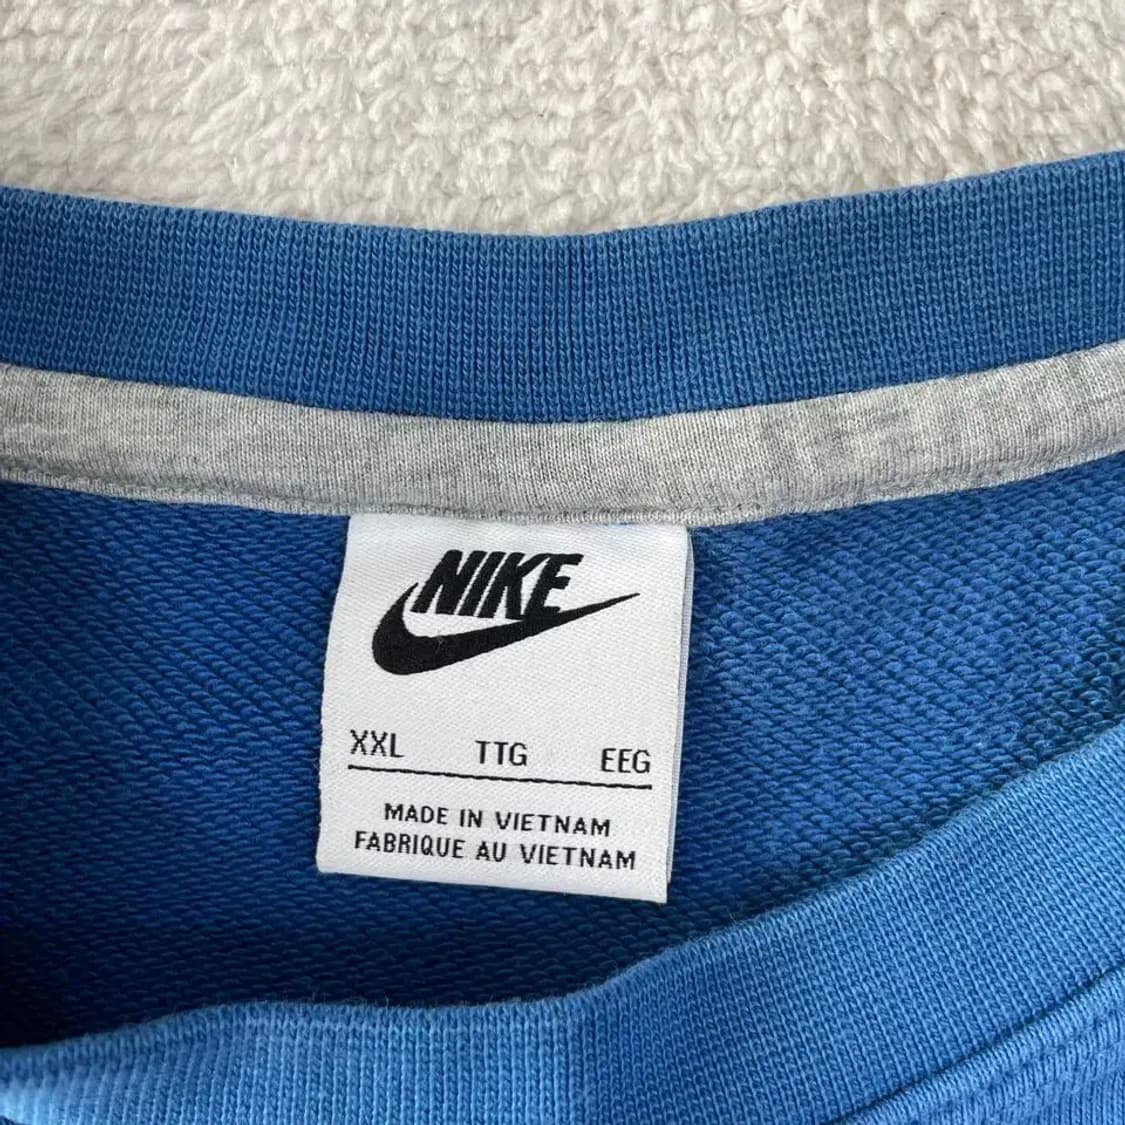 NIKE
XXL TTG EEG
MADE IN VIETNAM
FABRIQUE AU VIETNAM